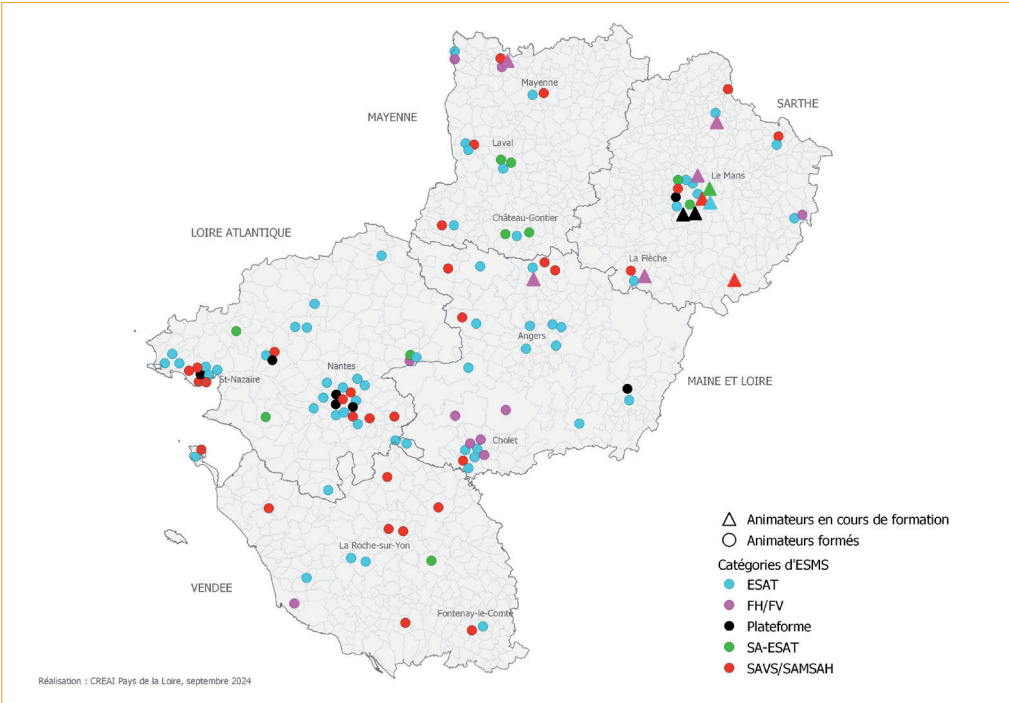 Mayenne
MAYENNE
SARTHE
Laval
Le Mans
Château-Gontier
LOIRE ATLANTIQUE
La Flèche
Angers
Nantes
St-Nazaire
MAINE ET LOIRE
Cholet
La Roche-sur-Yon
VENDEE
Fontenay-le-Comte
Animateurs en cours de formation
Animateurs formés
Catégories d'ESMS
ESAT
FH/FV
Plateforme
SA-ESAT
SAVS/SAMSAH
Réalisation : CREAI Pays de la Loire, septembre 2024